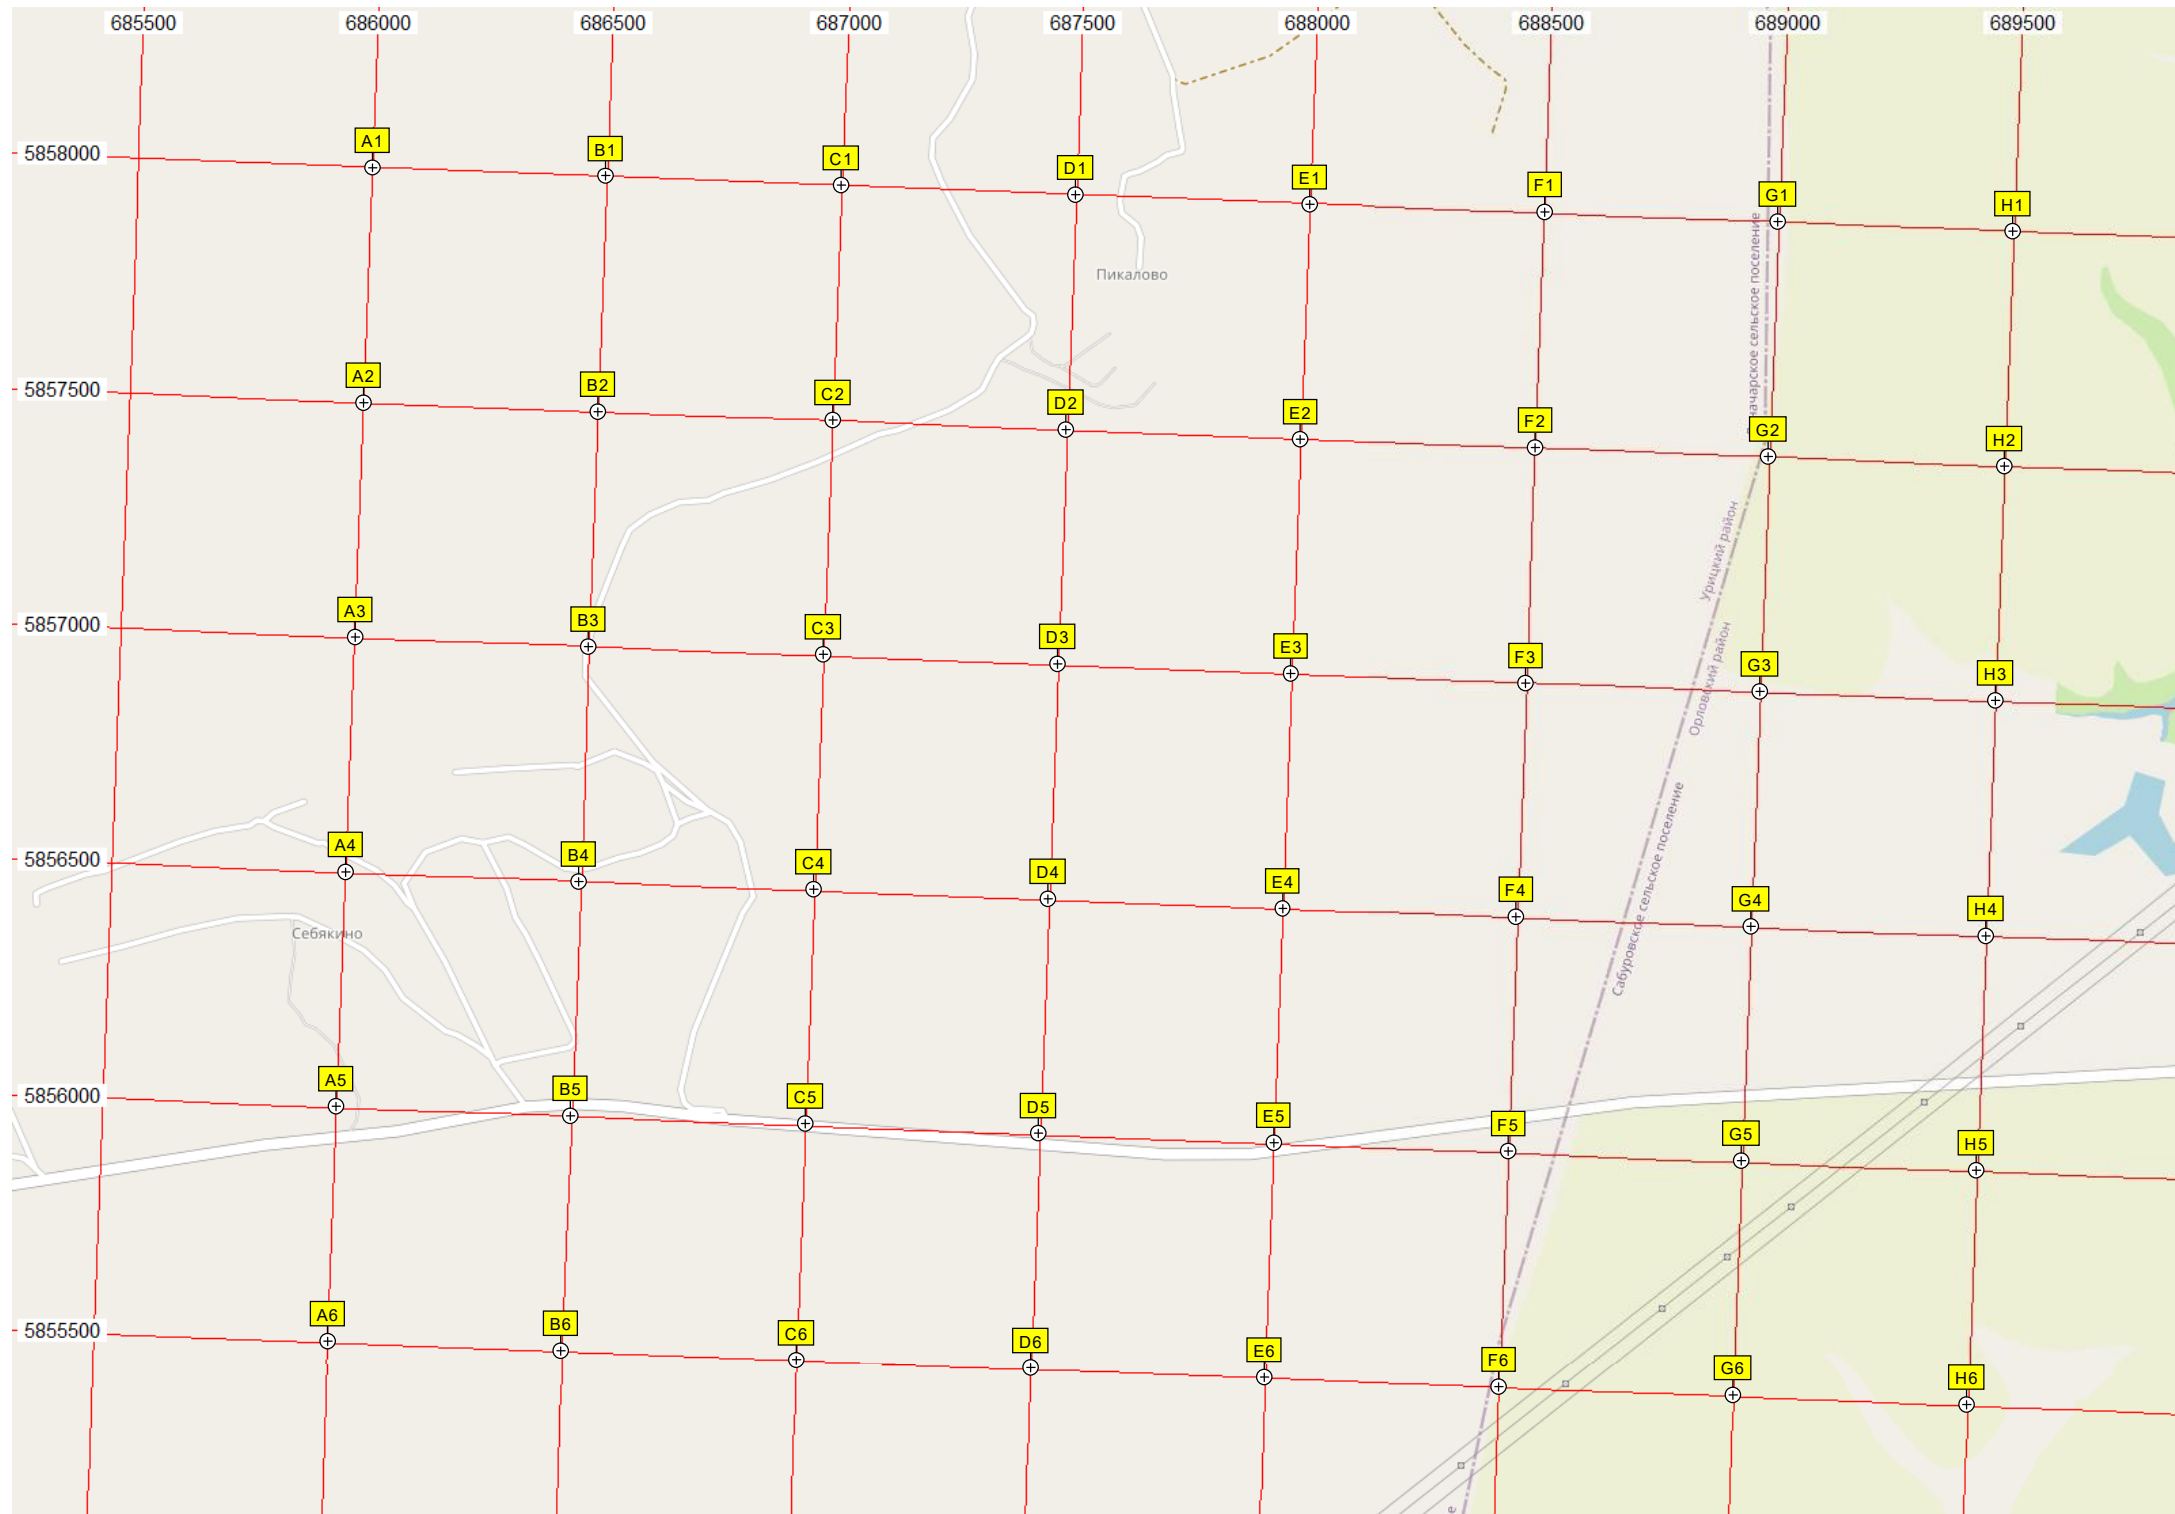 685500 686000 686500 687000 687500 688000 688500 689000 689500
5858000
A1 B1 C1 D1 E1 F1 G1 H1
Пикалово
начарское сельское поселение
5857500
A2 B2 C2 D2 E2 F2 G2 H2
Урицкий район
Орловский район
5857000
A3 B3 C3 D3 E3 F3 G3 H3
Сабуровское сельское поселение
5856500
A4 B4 C4 D4 E4 F4 G4 H4
Себякино
5856000
A5 B5 C5 D5 E5 F5 G5 H5
5855500
A6 B6 C6 D6 E6 F6 G6 H6
е